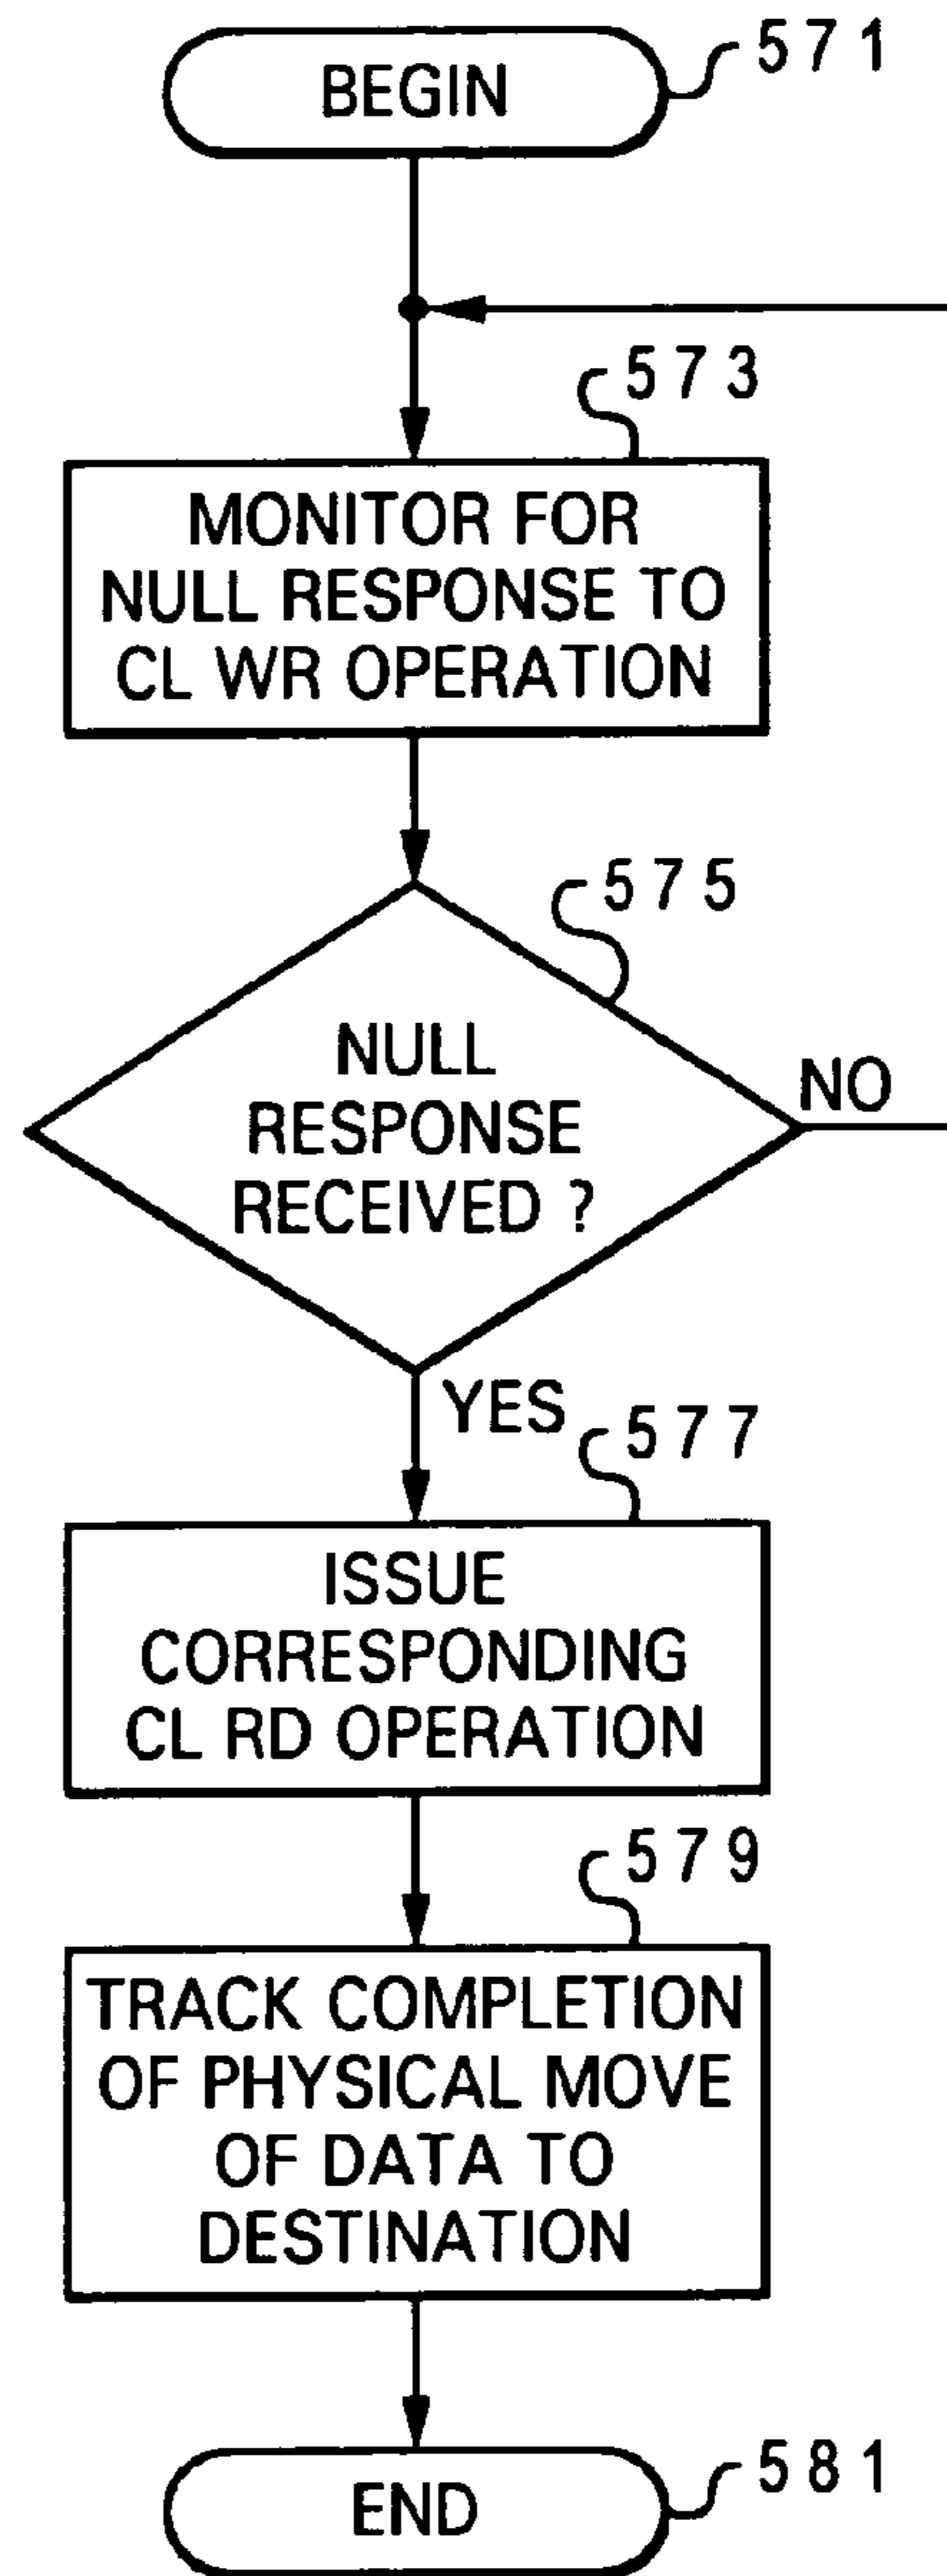 BEGIN
571
573
MONITOR FOR
NULL RESPONSE TO
CL WR OPERATION
575
NULL
RESPONSE
RECEIVED ?
NO
YES
577
ISSUE
CORRESPONDING
CL RD OPERATION
579
TRACK COMPLETION
OF PHYSICAL MOVE
OF DATA TO
DESTINATION
END
581